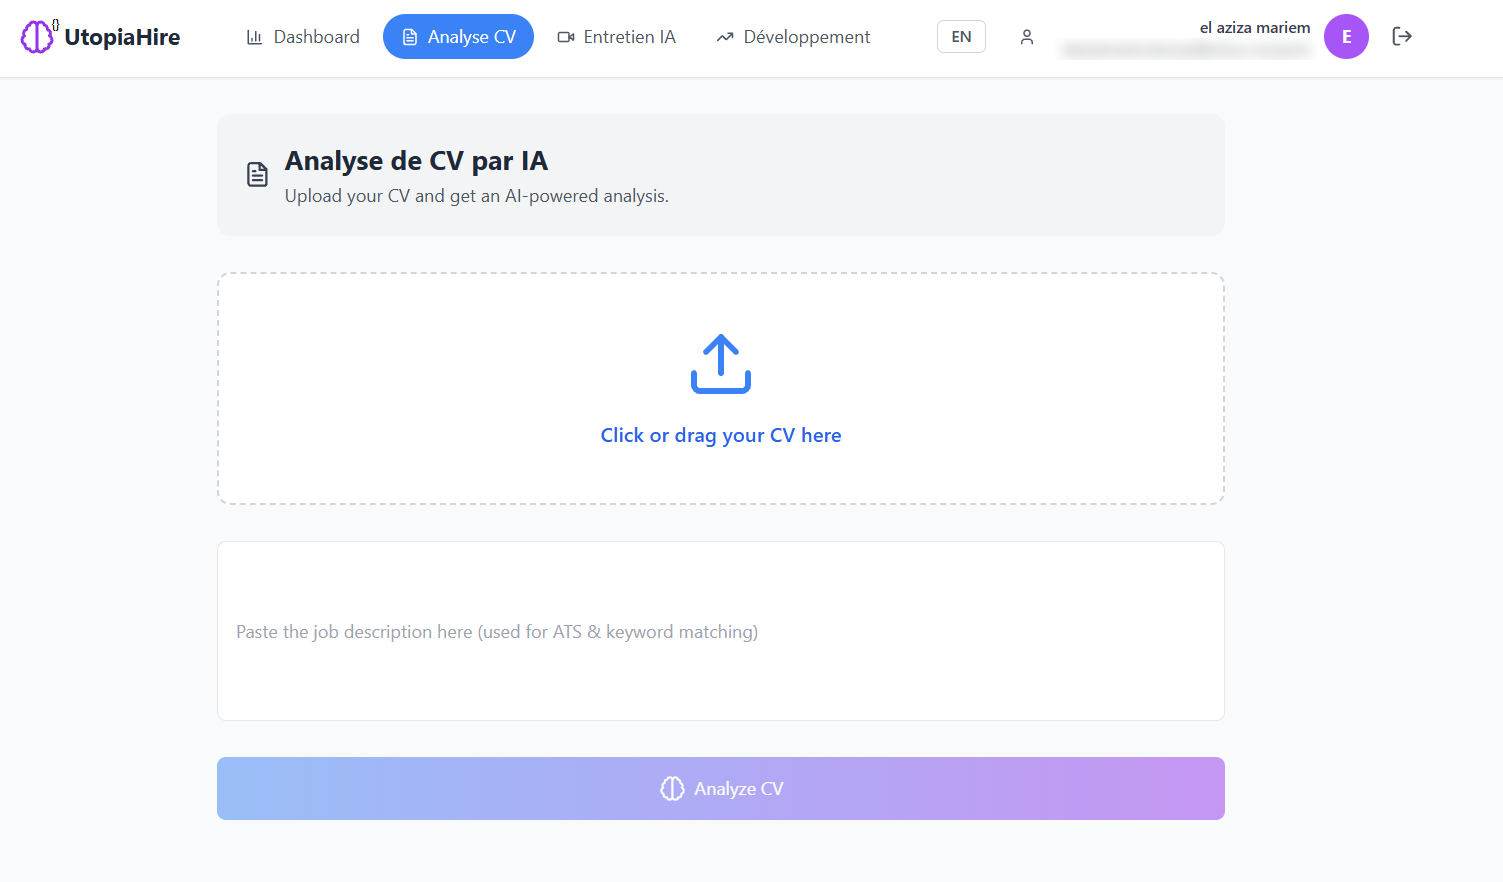 {}
UtopiaHire
Dashboard
Analyse CV
Entretien IA
Développement
EN
el aziza mariem
E
Analyse de CV par IA
Upload your CV and get an AI-powered analysis.
Click or drag your CV here
Paste the job description here (used for ATS & keyword matching)
Analyze CV